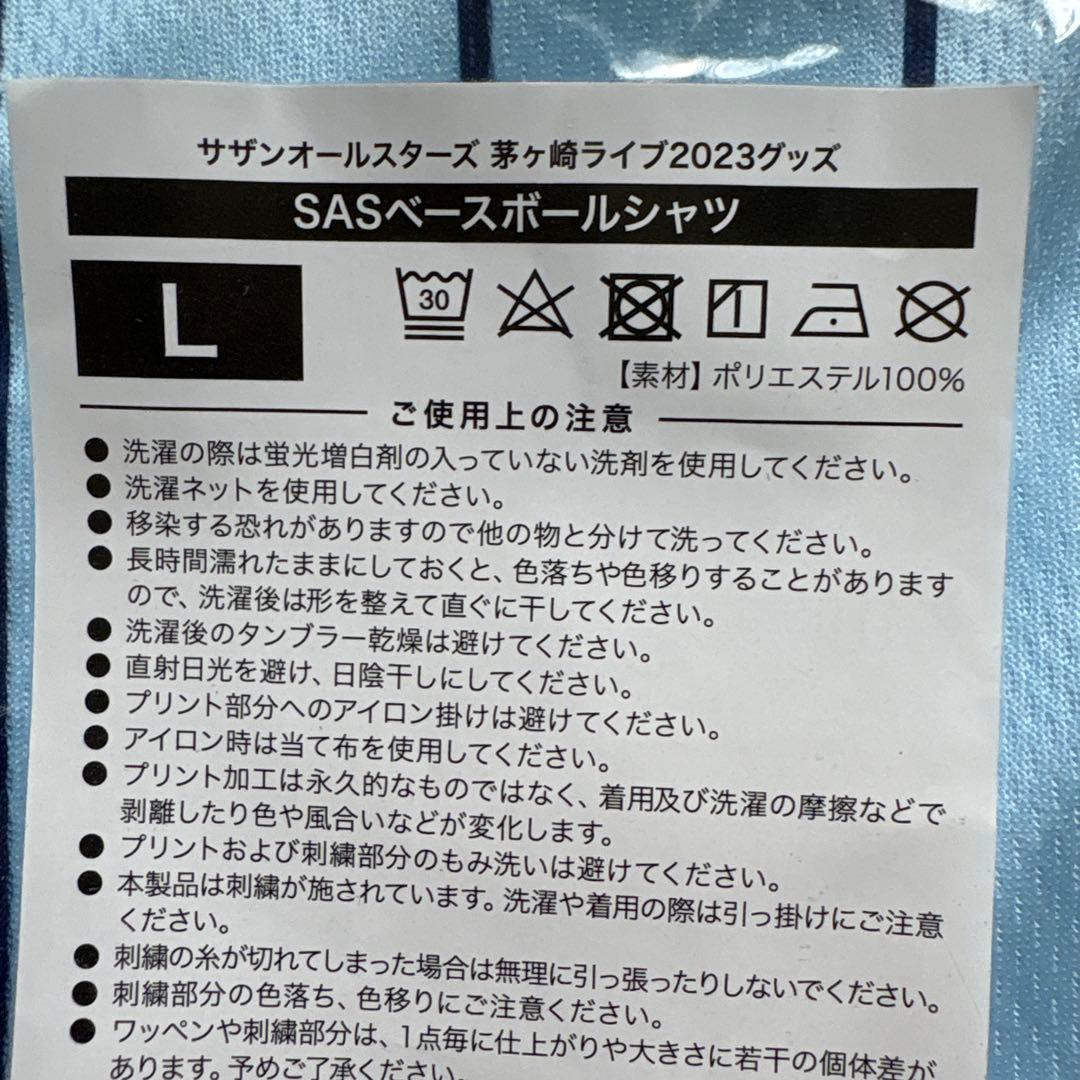 サザンオールスターズ 茅ヶ崎ライブ2023グッズ
SASベースボールシャツ
L
30
【素材】ポリエステル100%
ご使用上の注意
● 洗濯の際は蛍光増白剤の入っていない洗剤を使用してください。
● 洗濯ネットを使用してください。
● 移染する恐れがありますので他の物と分けて洗ってください。
● 長時間濡れたままにしておくと、色落ちや色移りすることがあります
ので、洗濯後は形を整えて直ぐに干してください。
● 洗濯後のタンブラー乾燥は避けてください。
● 直射日光を避け、日陰干しにしてください。
● プリント部分へのアイロン掛けは避けてください。
● アイロン時は当て布を使用してください。
● プリント加工は永久的なものではなく、着用及び洗濯の摩擦などで
剥離したり色や風合いなどが変化します。
● プリントおよび刺繍部分のもみ洗いは避けてください。
● 本製品は刺繍が施されています。洗濯や着用の際は引っ掛けにご注意
ください。
● 刺繍の糸が切れてしまった場合は無理に引っ張ったりしないでください。
● 刺繍部分の色落ち、色移りにご注意ください。
● ワッペンや刺繍部分は、1点毎に仕上がりや大きさに若干の個体差が
あります。予めご了承ください。